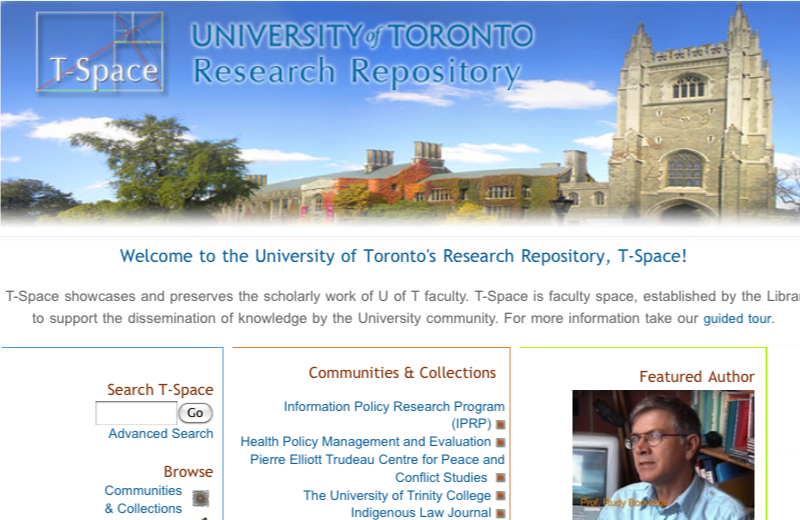 T-Space
UNIVERSITY of TORONTO
Research Repository
Welcome to the University of Toronto's Research Repository, T-Space!
T-Space showcases and preserves the scholarly work of U of T faculty. T-Space is faculty space, established by the Librar
to support the dissemination of knowledge by the University community. For more information take our guided tour.
Search T-Space
Go
Advanced Search
Browse
Communities
& Collections
Communities & Collections
Information Policy Research Program
(IPRP)
Health Policy Management and Evaluation
Pierre Elliott Trudeau Centre for Peace and
Conflict Studies
The University of Trinity College
Indigenous Law Journal
Featured Author
Prof. Rudy